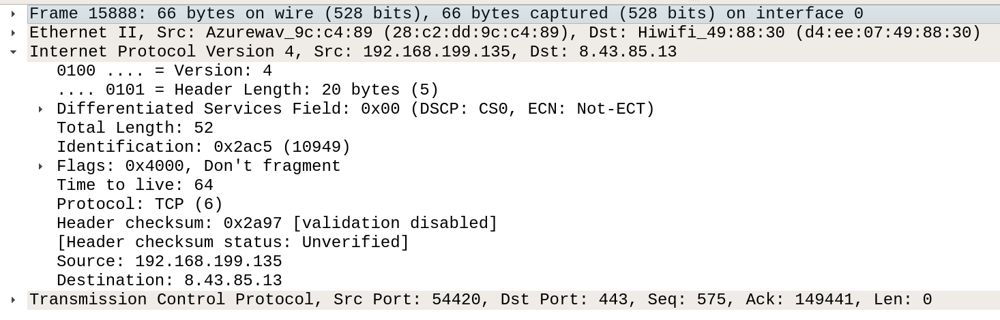 Frame 15888: 66 bytes on wire (528 bits), 66 bytes captured (528 bits) on interface 0
Ethernet II, Src: Azurewav_9c:c4:89 (28:c2:dd:9c:c4:89), Dst: Hiwifi_49:88:30 (d4:ee:07:49:88:30)
Internet Protocol Version 4, Src: 192.168.199.135, Dst: 8.43.85.13
0100 .... = Version: 4
.... 0101 = Header Length: 20 bytes (5)
Differentiated Services Field: 0x00 (DSCP: CS0, ECN: Not-ECT)
Total Length: 52
Identification: 0x2ac5 (10949)
Flags: 0x4000, Don't fragment
Time to live: 64
Protocol: TCP (6)
Header checksum: 0x2a97 [validation disabled]
[Header checksum status: Unverified]
Source: 192.168.199.135
Destination: 8.43.85.13
Transmission Control Protocol, Src Port: 54420, Dst Port: 443, Seq: 575, Ack: 149441, Len: 0